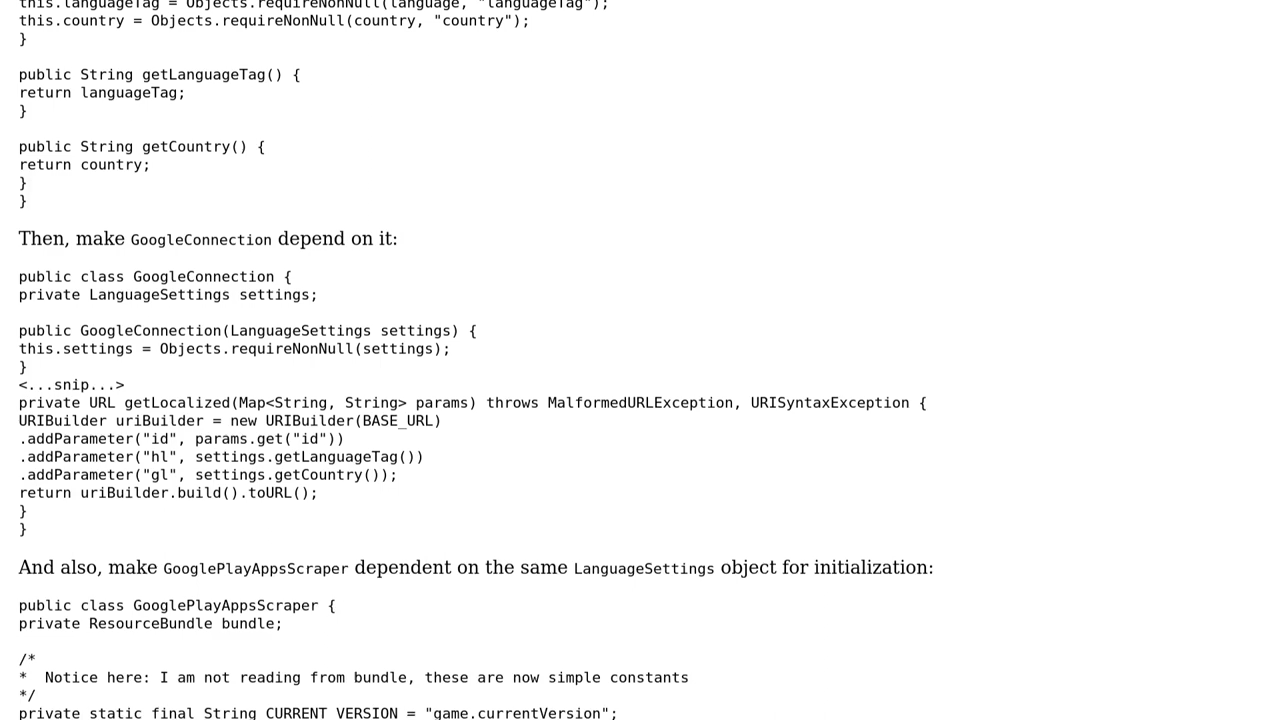 this.languageTag = Objects.requireNonNull(language, "languageTag");
this.country = Objects.requireNonNull(country, "country");
}
public String getLanguageTag() {
return languageTag;
}
public String getCountry() {
return country;
}
}
Then, make GoogleConnection depend on it:
public class GoogleConnection {
private LanguageSettings settings;
public GoogleConnection(LanguageSettings settings) {
this.settings = Objects.requireNonNull(settings);
}
<...snip...>
private URL getLocalized(Map<String, String> params) throws MalformedURLException, URISyntaxException {
URIBuilder uriBuilder = new URIBuilder(BASE_URL)
.addParameter("id", params.get("id"))
.addParameter("hl", settings.getLanguageTag())
.addParameter("gl", settings.getCountry());
return uriBuilder.build().toURL();
}
}
And also, make GooglePlayAppsScraper dependent on the same LanguageSettings object for initialization:
public class GooglePlayAppsScraper {
private ResourceBundle bundle;
/*
*  Notice here: I am not reading from bundle, these are now simple constants
*/
private static final String CURRENT_VERSION = "game.currentVersion";